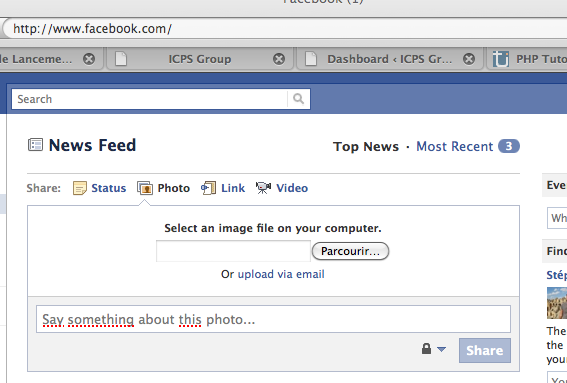 Facebook (1)
http://www.facebook.com/
le Lanceme... ICPS Group Dashboard ‹ ICPS Gr... PHP Tuto
Search
News Feed Top News · Most Recent 3
Share: Status Photo Link Video
Eve
Wh
Select an image file on your computer.
Parcourir...
Or upload via email
Find
Stép
Say something about this photo...
The
the
your
Share
You